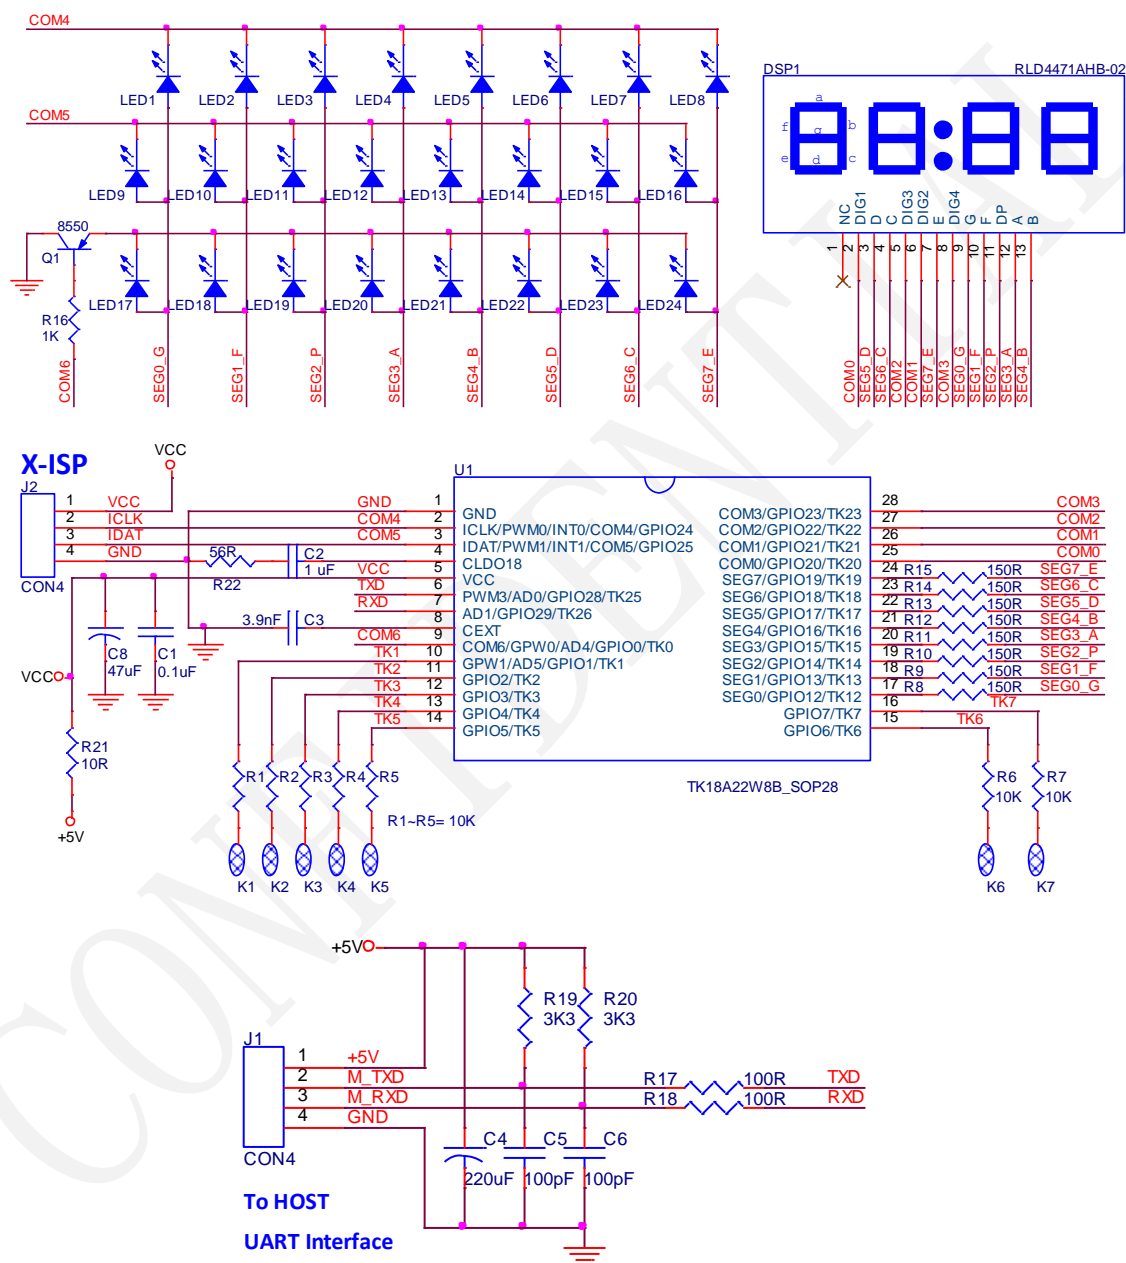 COM4
LED1 LED2 LED3 LED4 LED5 LED6 LED7 LED8
COM5
LED9 LED10 LED11 LED12 LED13 LED14 LED15 LED16
8550
Q1
LED17 LED18 LED19 LED20 LED21 LED22 LED23 LED24
R16
1K
COM6 SEG0_G SEG1_F SEG2_P SEG3_A SEG4_B SEG5_D SEG6_C SEG7_E
DSP1 RLD4471AHB-02
a
f g b
e d c
NC DIG1 D C DIG3 DIG2 E DIG4 G F DP A B
1 2 3 4 5 6 7 8 9 10 11 12 13
COM0 SEG5_D SEG6_C COM2 COM1 SEG7_E COM3 SEG0_G SEG1_F SEG2_P SEG3_A SEG4_B
X-ISP
J2
VCC
1 VCC
2 ICLK
3 IDAT
4 GND
CON4
56R
R22
C2
1 uF
3.9nF C3
C8
47uF
C1
0.1uF
VCC
R21
10R
+5V
U1
GND 1 GND
COM4 2 ICLK/PWM0/INT0/COM4/GPIO24
COM5 3 IDAT/PWM1/INT1/COM5/GPIO25
4 CLDO18
VCC 5 VCC
TXD 6 PWM3/AD0/GPIO28/TK25
RXD 7 AD1/GPIO29/TK26
8 CEXT
COM6 9 COM6/GPW0/AD4/GPIO0/TK0
TK1 10 GPW1/AD5/GPIO1/TK1
TK2 11 GPIO2/TK2
TK3 12 GPIO3/TK3
TK4 13 GPIO4/TK4
TK5 14 GPIO5/TK5
COM3/GPIO23/TK23 28 COM3
COM2/GPIO22/TK22 27 COM2
COM1/GPIO21/TK21 26 COM1
COM0/GPIO20/TK20 25 COM0
SEG7/GPIO19/TK19 24 R15 150R SEG7_E
SEG6/GPIO18/TK18 23 R14 150R SEG6_C
SEG5/GPIO17/TK17 22 R13 150R SEG5_D
SEG4/GPIO16/TK16 21 R12 150R SEG4_B
SEG3/GPIO15/TK15 20 R11 150R SEG3_A
SEG2/GPIO14/TK14 19 R10 150R SEG2_P
SEG1/GPIO13/TK13 18 R9 150R SEG1_F
SEG0/GPIO12/TK12 17 R8 150R SEG0_G
GPIO7/TK7 16 TK7
GPIO6/TK6 15 TK6
TK18A22W8B_SOP28
R1 R2 R3 R4 R5
R1~R5= 10K
K1 K2 K3 K4 K5
R6
10K
R7
10K
K6 K7
+5V
R19
3K3
R20
3K3
J1
1 +5V
2 M_TXD
3 M_RXD
4 GND
CON4
R17 100R TXD
R18 100R RXD
C4
220uF
C5
100pF
C6
100pF
To HOST
UART Interface
CONFIDENTIAL